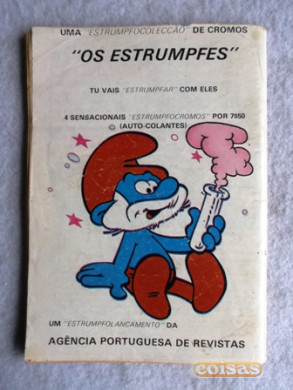 UMA "ESTRUMPFOCOLECÇÃO" DE CROMOS
"OS ESTRUMPFES"
TU VAIS "ESTRUMPFAR" COM ELES
4 SENSACIONAIS "ESTRUMPFOCROMOS" POR 7$50
(AUTO-COLANTES)
UM "ESTRUMPFOLANCAMENTO" DA
AGÊNCIA PORTUGUESA DE REVISTAS
coisas